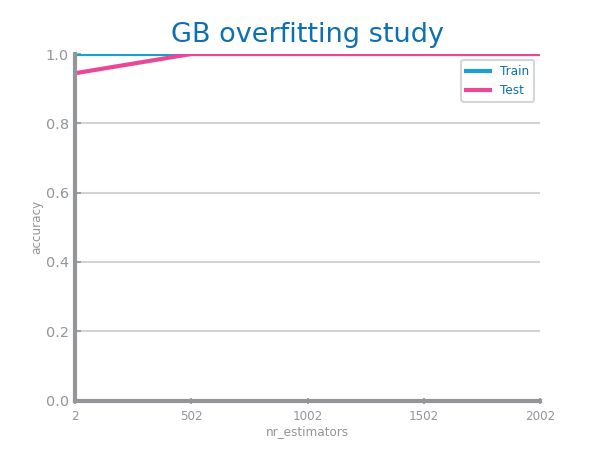 GB overfitting study
1.0
0.8
0.6
0.4
0.2
0.0
accuracy
Train
Test
2 502 1002 1502 2002
nr_estimators